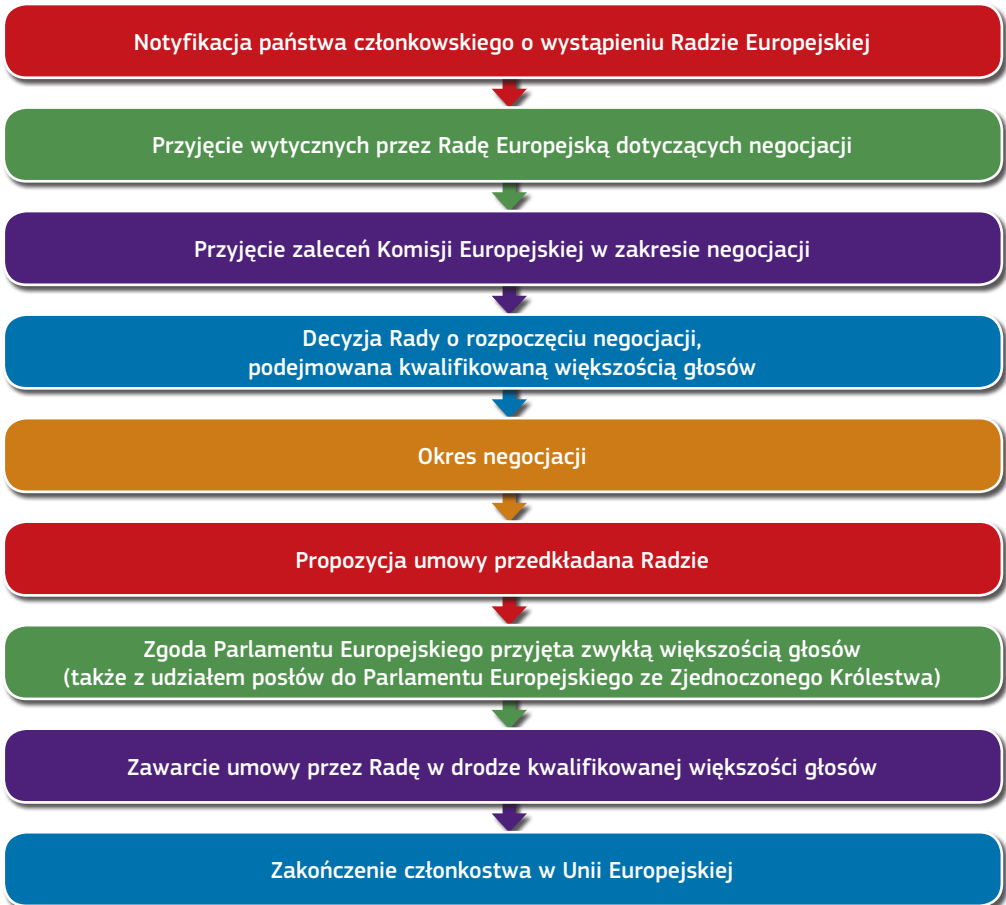 Notyfikacja państwa członkowskiego o wystąpieniu Radzie Europejskiej
Przyjęcie wytycznych przez Radę Europejską dotyczących negocjacji
Przyjęcie zaleceń Komisji Europejskiej w zakresie negocjacji
Decyzja Rady o rozpoczęciu negocjacji,
podejmowana kwalifikowaną większością głosów
Okres negocjacji
Propozycja umowy przedkładana Radzie
Zgoda Parlamentu Europejskiego przyjęta zwykłą większością głosów
(także z udziałem posłów do Parlamentu Europejskiego ze Zjednoczonego Królestwa)
Zawarcie umowy przez Radę w drodze kwalifikowanej większości głosów
Zakończenie członkostwa w Unii Europejskiej